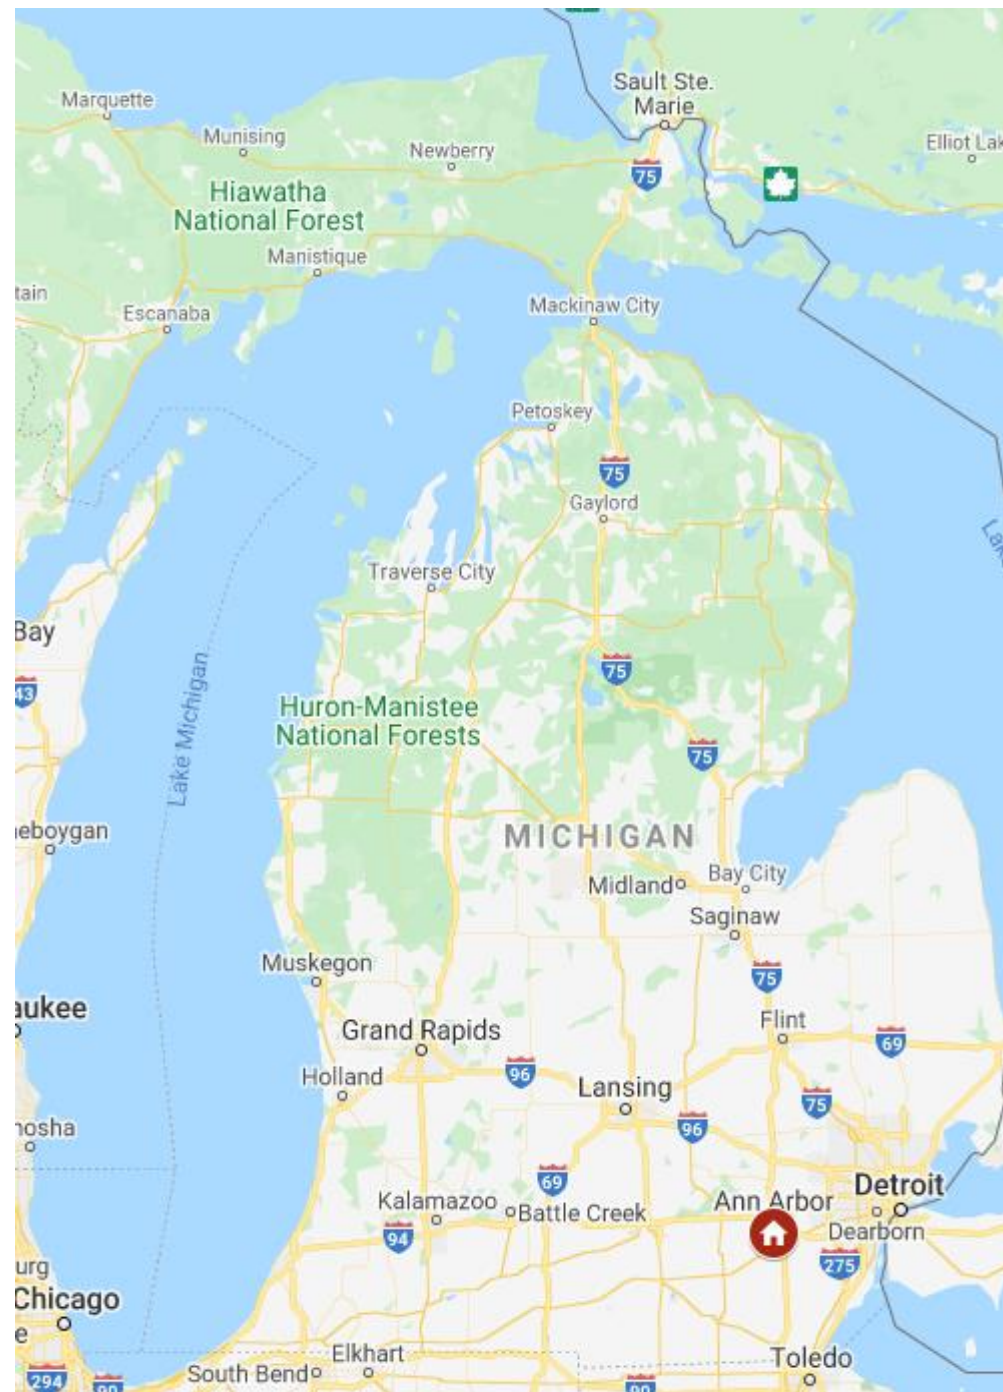 Sault Ste.
Marie
Marquette
Munising
Newberry
Elliot Lak
75
Hiawatha
National Forest
Manistique
tain
Escanaba
Mackinaw City
Petoskey
75
Gaylord
Traverse City
Bay
75
43
Lake Michigan
Huron-Manistee
National Forests
75
MICHIGAN
eboygan
Midland
Bay City
Saginaw
Muskegon
75
aukee
Grand Rapids
Flint
69
Holland
96
Lansing
75
96
nosha
69
Kalamazoo
Battle Creek
Ann Arbor
Detroit
94
Dearborn
275
urg
Chicago
e
Elkhart
South Bend
Toledo
294
90
90